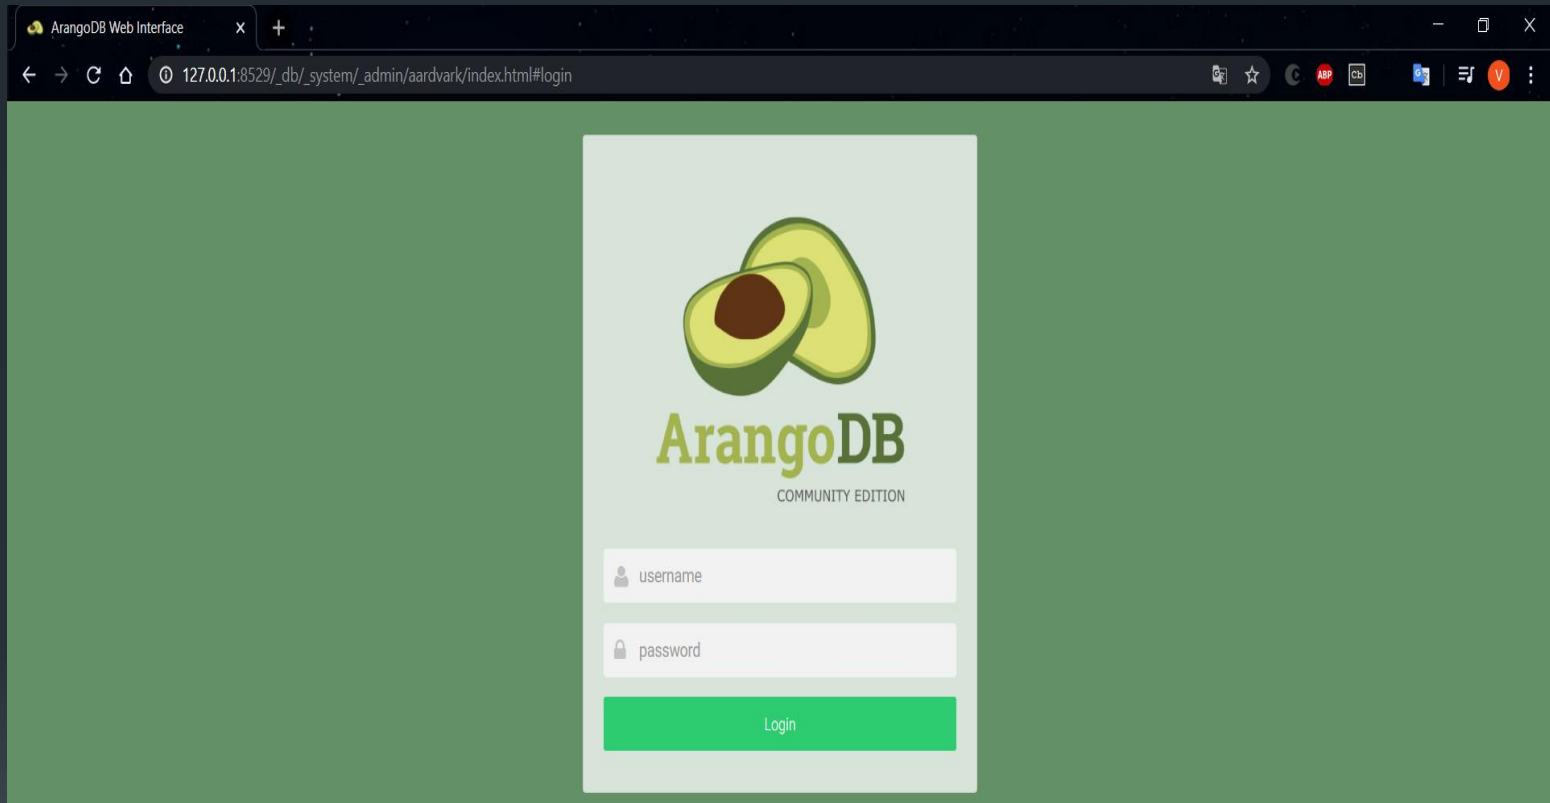 ArangoDB Web Interface
127.0.0.1:8529/_db/_system/_admin/aardvark/index.html#login
ABP
Cb
V
ArangoDB
COMMUNITY EDITION
username
password
Login